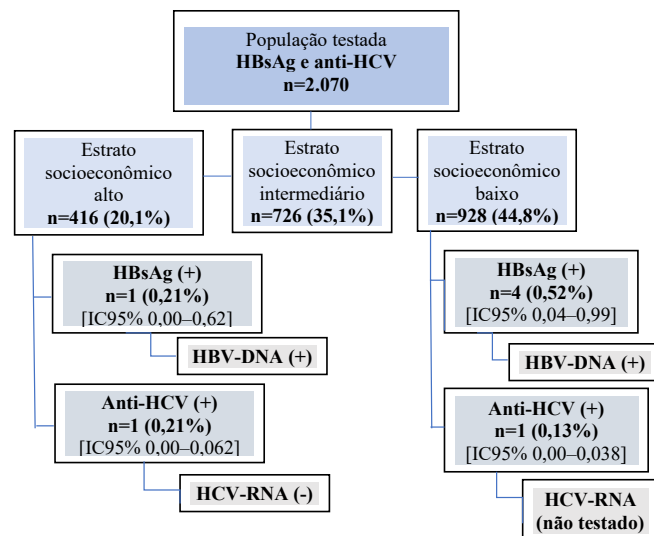 População testada
HBsAg e anti-HCV
n=2.070
Estrato
socioeconômico
alto
n=416 (20,1%)
Estrato
socioeconômico
intermediário
n=726 (35,1%)
Estrato
socioeconômico
baixo
n=928 (44,8%)
HBsAg (+)
n=1 (0,21%)
[IC95% 0,00–0,62]
HBV-DNA (+)
Anti-HCV (+)
n=1 (0,21%)
[IC95% 0,00–0,062]
HCV-RNA (-)
HBsAg (+)
n=4 (0,52%)
[IC95% 0,04–0,99]
HBV-DNA (+)
Anti-HCV (+)
n=1 (0,13%)
[IC95% 0,00–0,038]
HCV-RNA
(não testado)